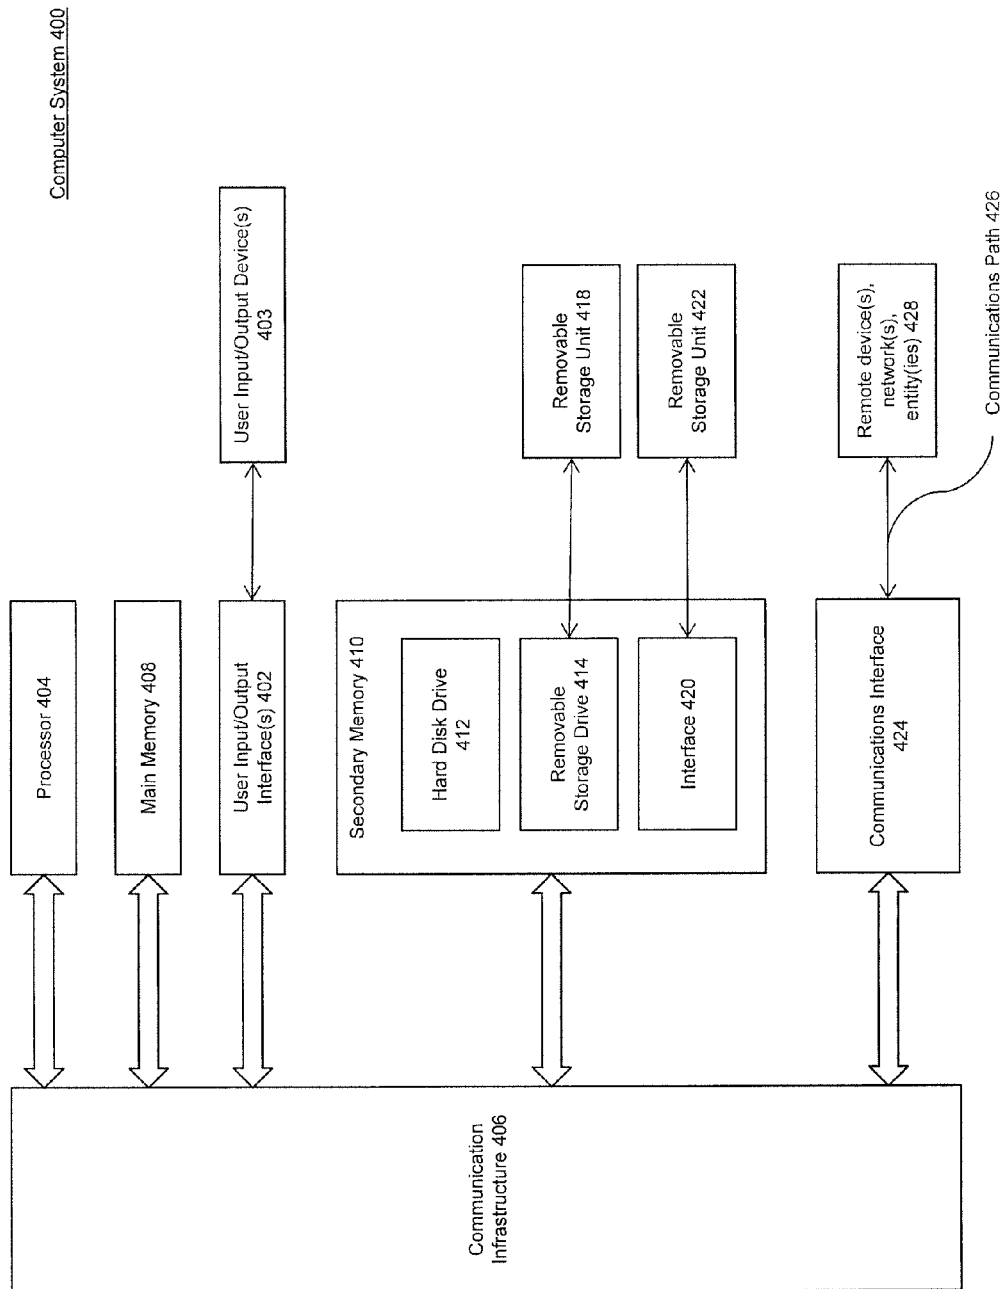 Computer System 400
Processor 404
Main Memory 408
User Input/Output
Interface(s) 402
User Input/Output Device(s)
403
Secondary Memory 410
Hard Disk Drive
412
Removable
Storage Drive 414
Removable
Storage Unit 418
Interface 420
Removable
Storage Unit 422
Communications Interface
424
Remote device(s),
network(s),
entity(ies) 428
Communications Path 426
Communication
Infrastructure 406